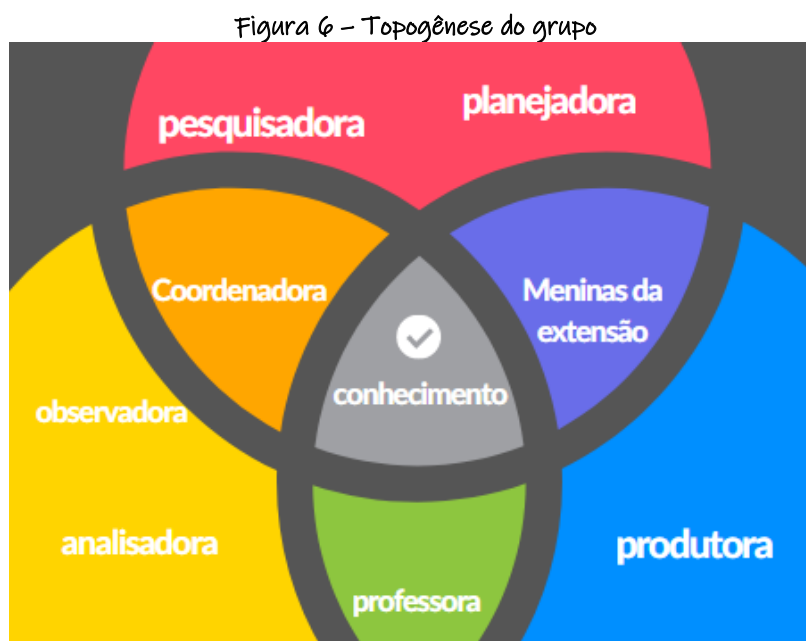 Figura 6 – Topogênese do grupo
pesquisadora
planejadora
Coordenadora
Meninas da
extensão
conhecimento
observadora
analisadora
produtora
professora